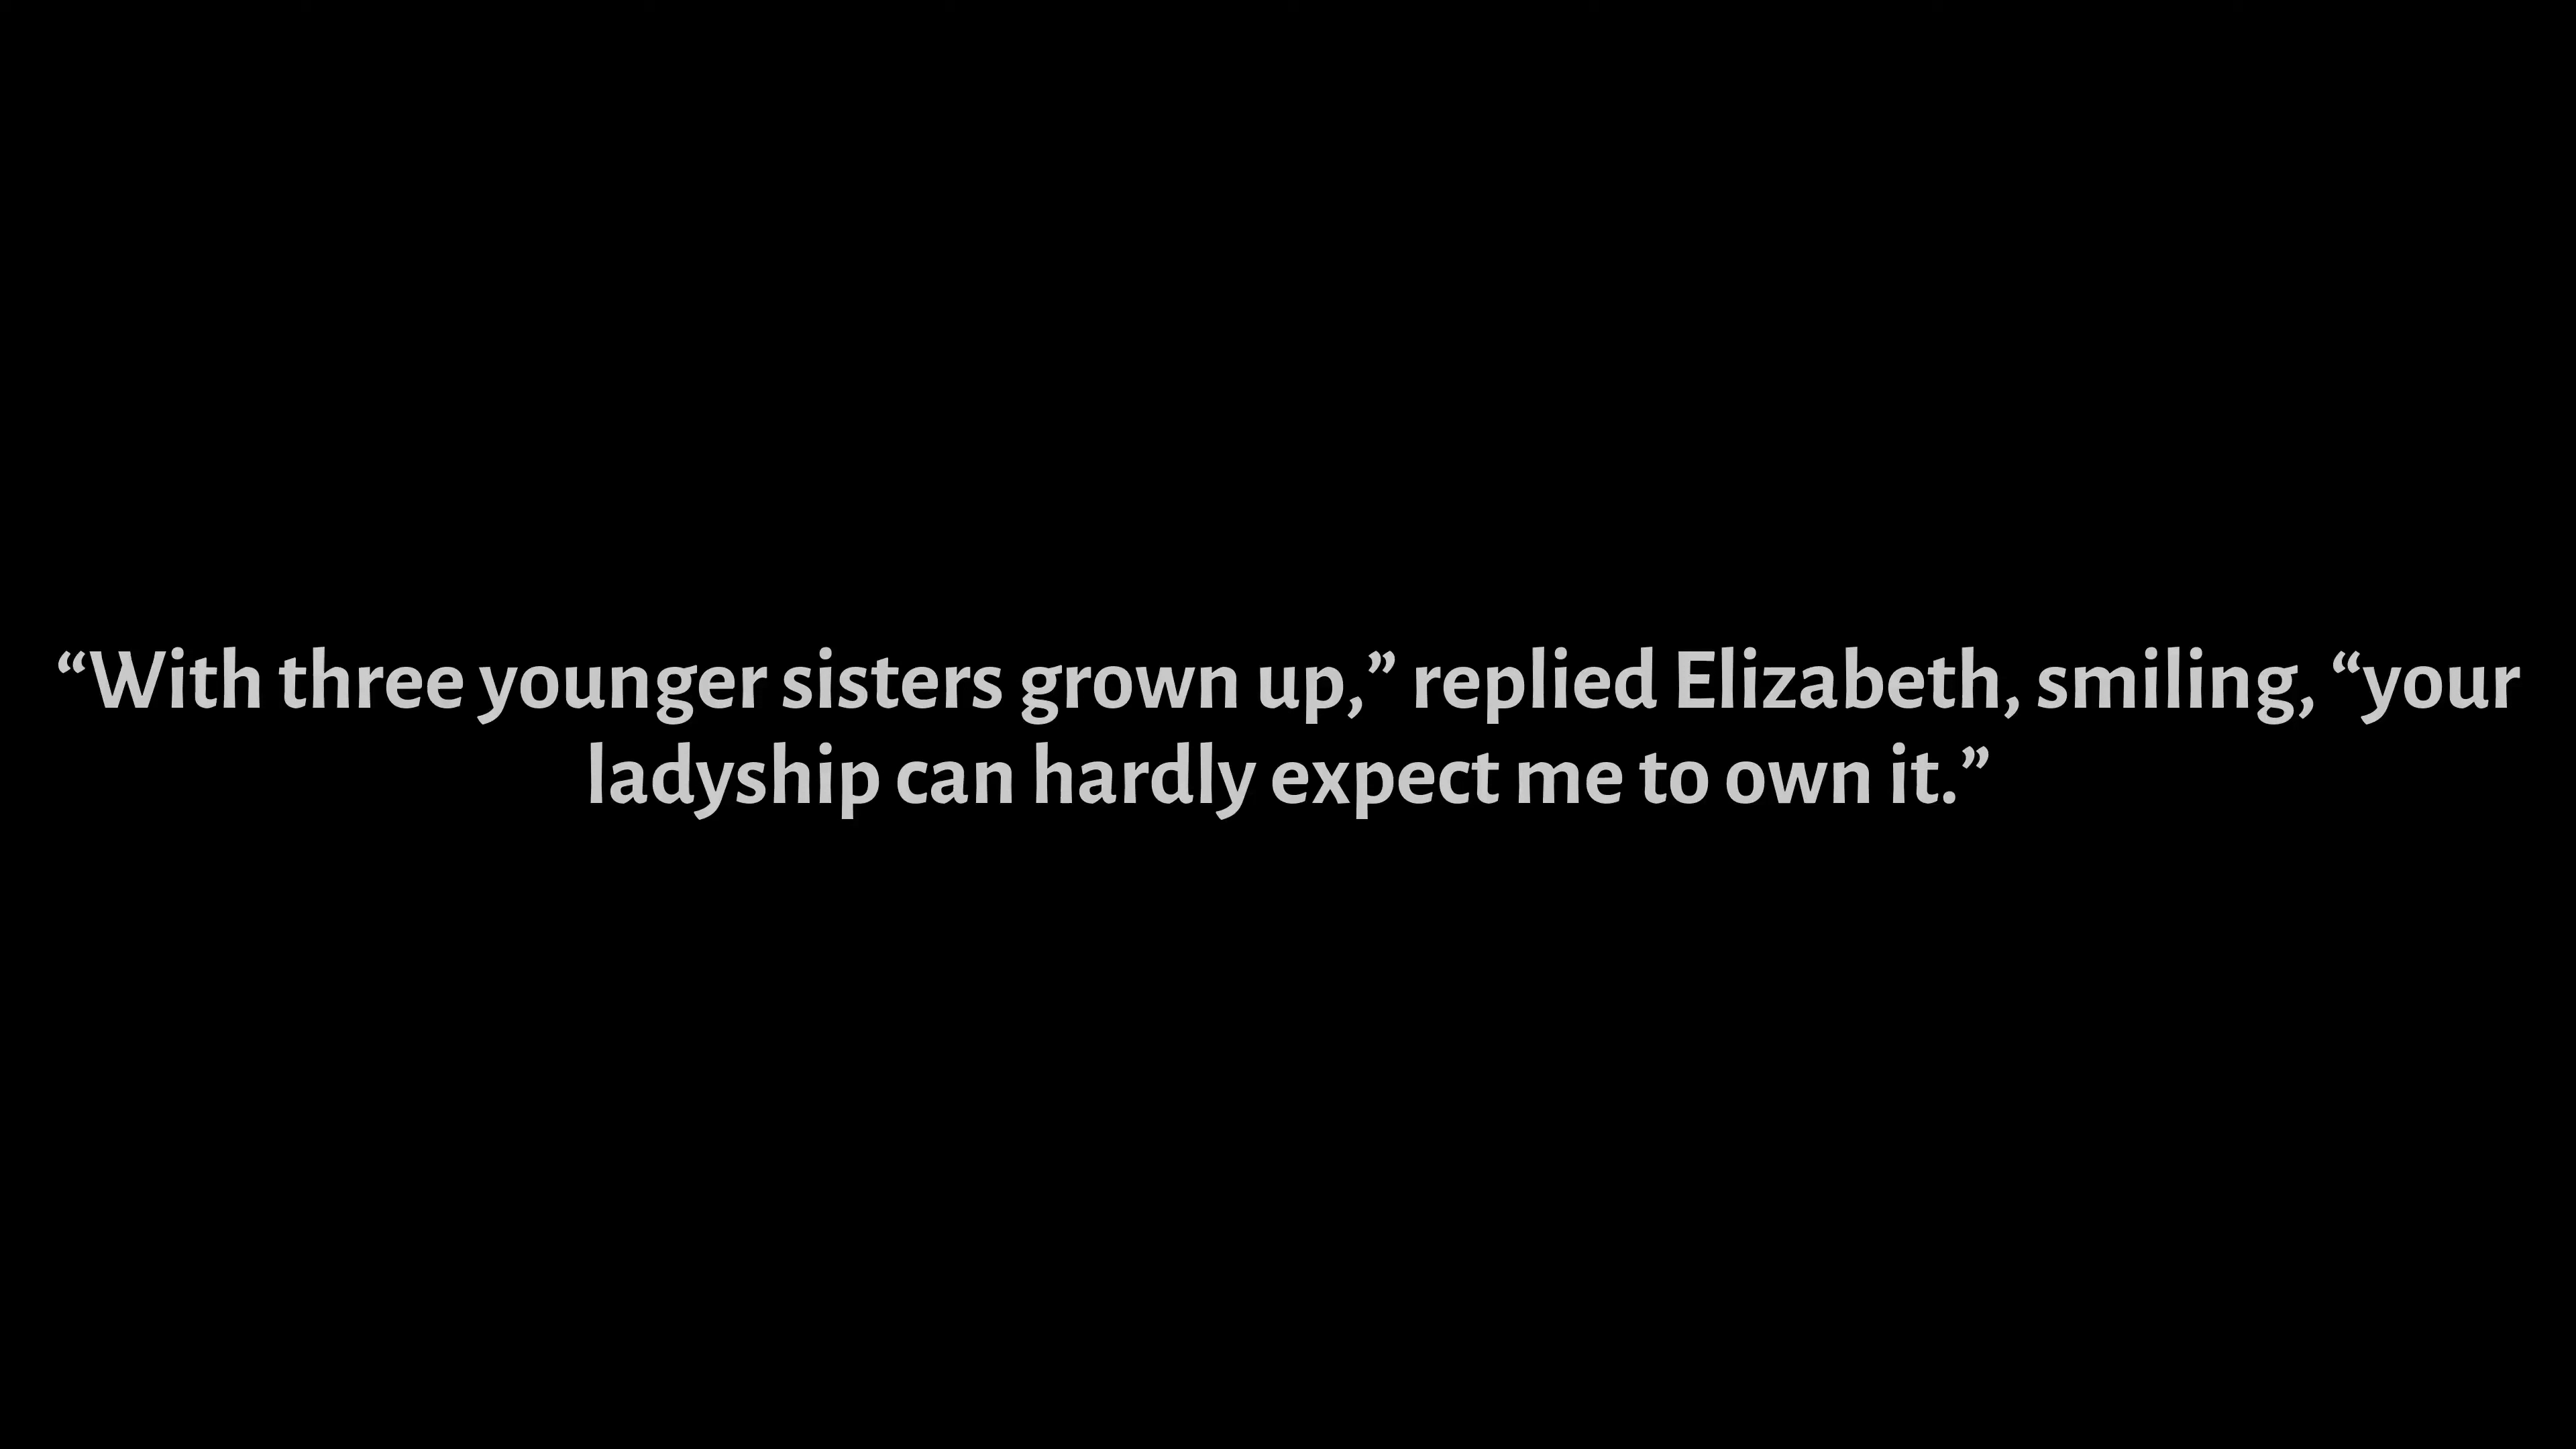 “With three younger sisters grown up,” replied Elizabeth, smiling, “your
ladyship can hardly expect me to own it.”